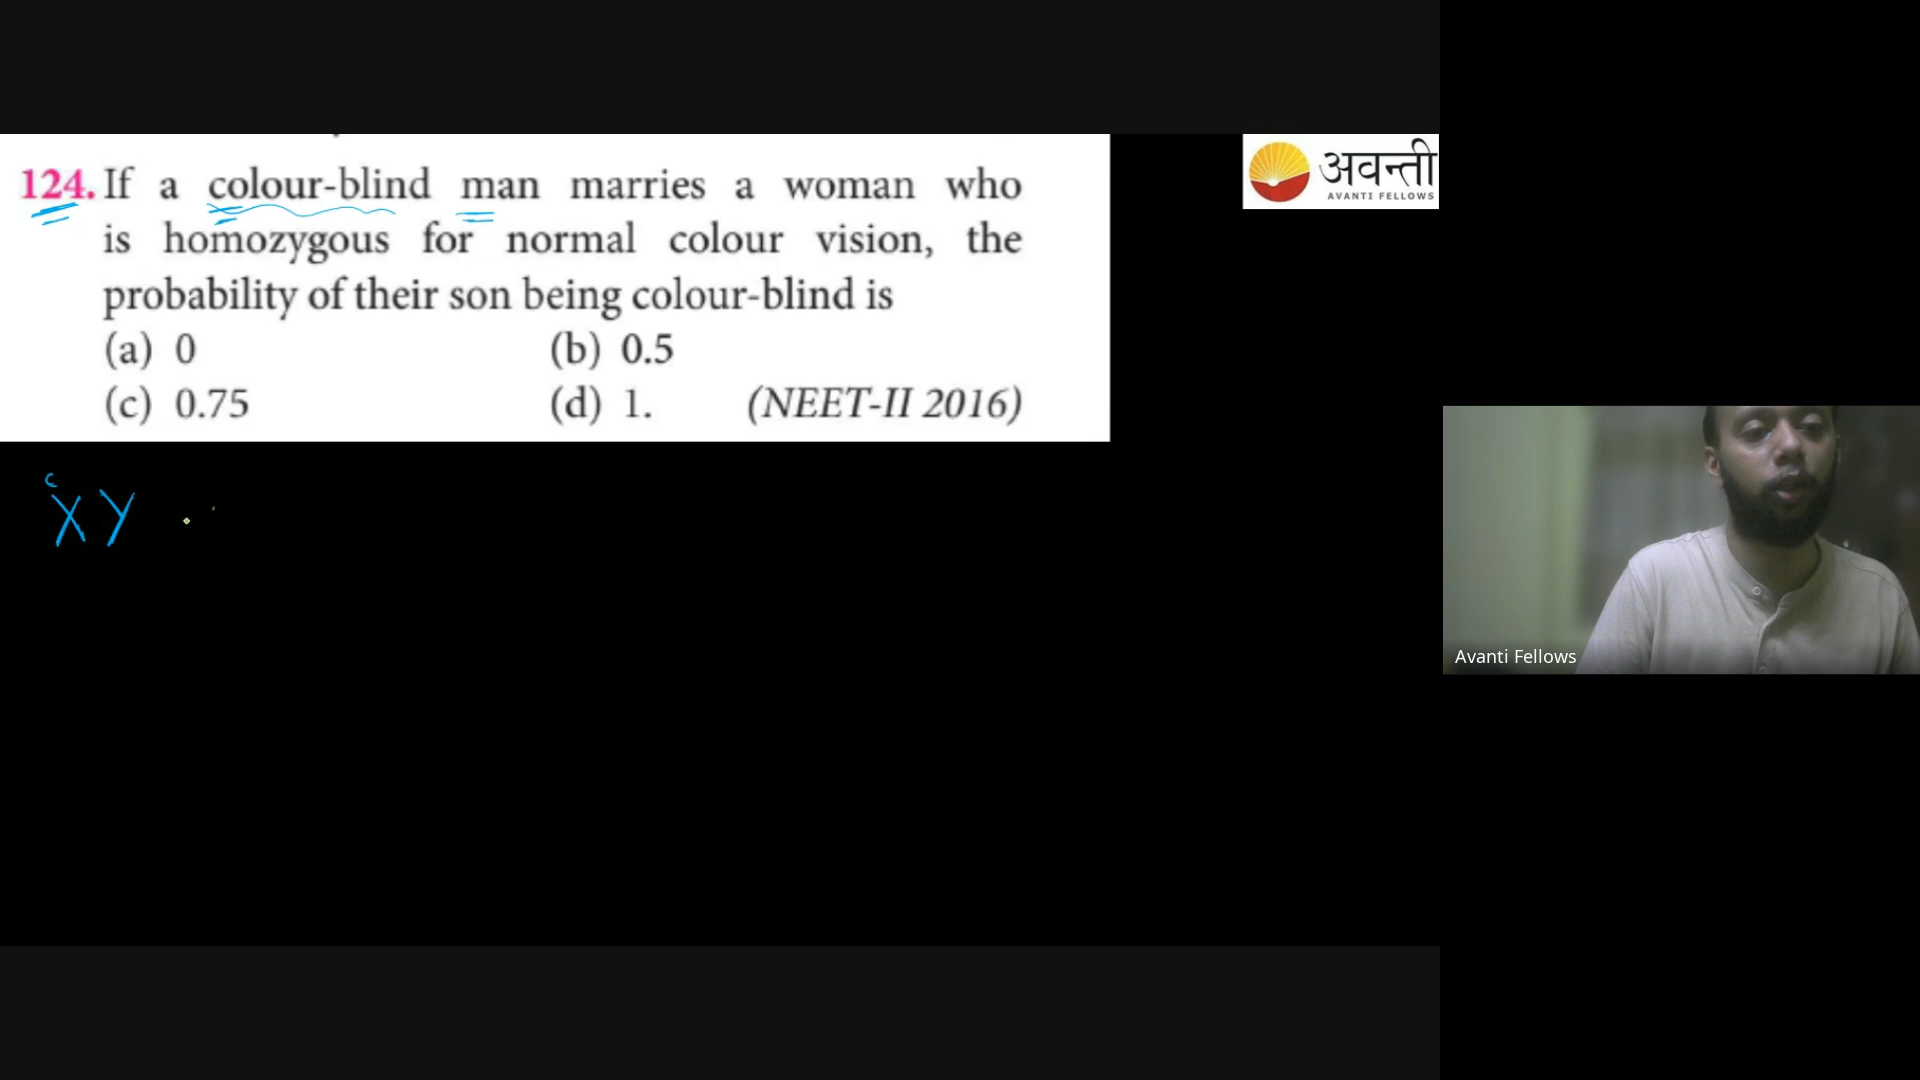 124. If a colour-blind man marries a woman who
is homozygous for normal colour vision, the
probability of their son being colour-blind is
(a) 0 (b) 0.5
(c) 0.75 (d) 1. (NEET-II 2016)
c
XY
अवन्ती
AVANTI FELLOWS
Avanti Fellows